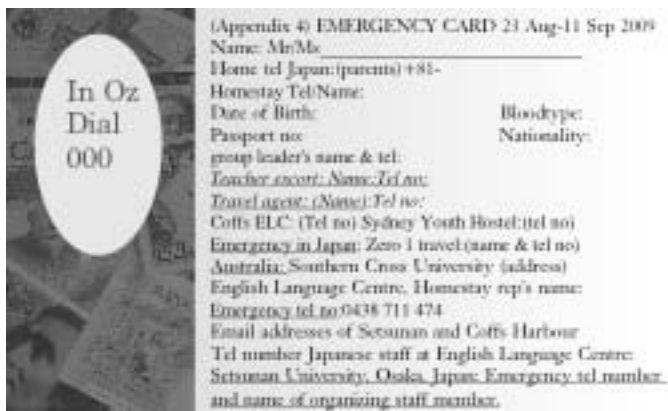 In Oz
Dial
000
(Appendix 4) EMERGENCY CARD 23 Aug-11 Sep 2009
Name: Mr/Ms
Home tel Japan:(parents) +81-
Homestay Tel/Name:
Date of Birth: Bloodtype:
Passport no: Nationality:
group leader's name & tel:
Teacher escort: Name:Tel no:
Travel agent: (Name):Tel no:
Coffs ELC: (Tel no) Sydney Youth Hostel:(tel no)
Emergency in Japan: Zero 1 travel (name & tel no)
Australia: Southern Cross University (address)
English Language Centre, Homestay rep's name:
Emergency tel no:0438 711 474
Email addresses of Setsunan and Coffs Harbour
Tel number Japanese staff at English Language Centre:
Setsunan University, Osaka, Japan: Emergency tel number
and name of organizing staff member.